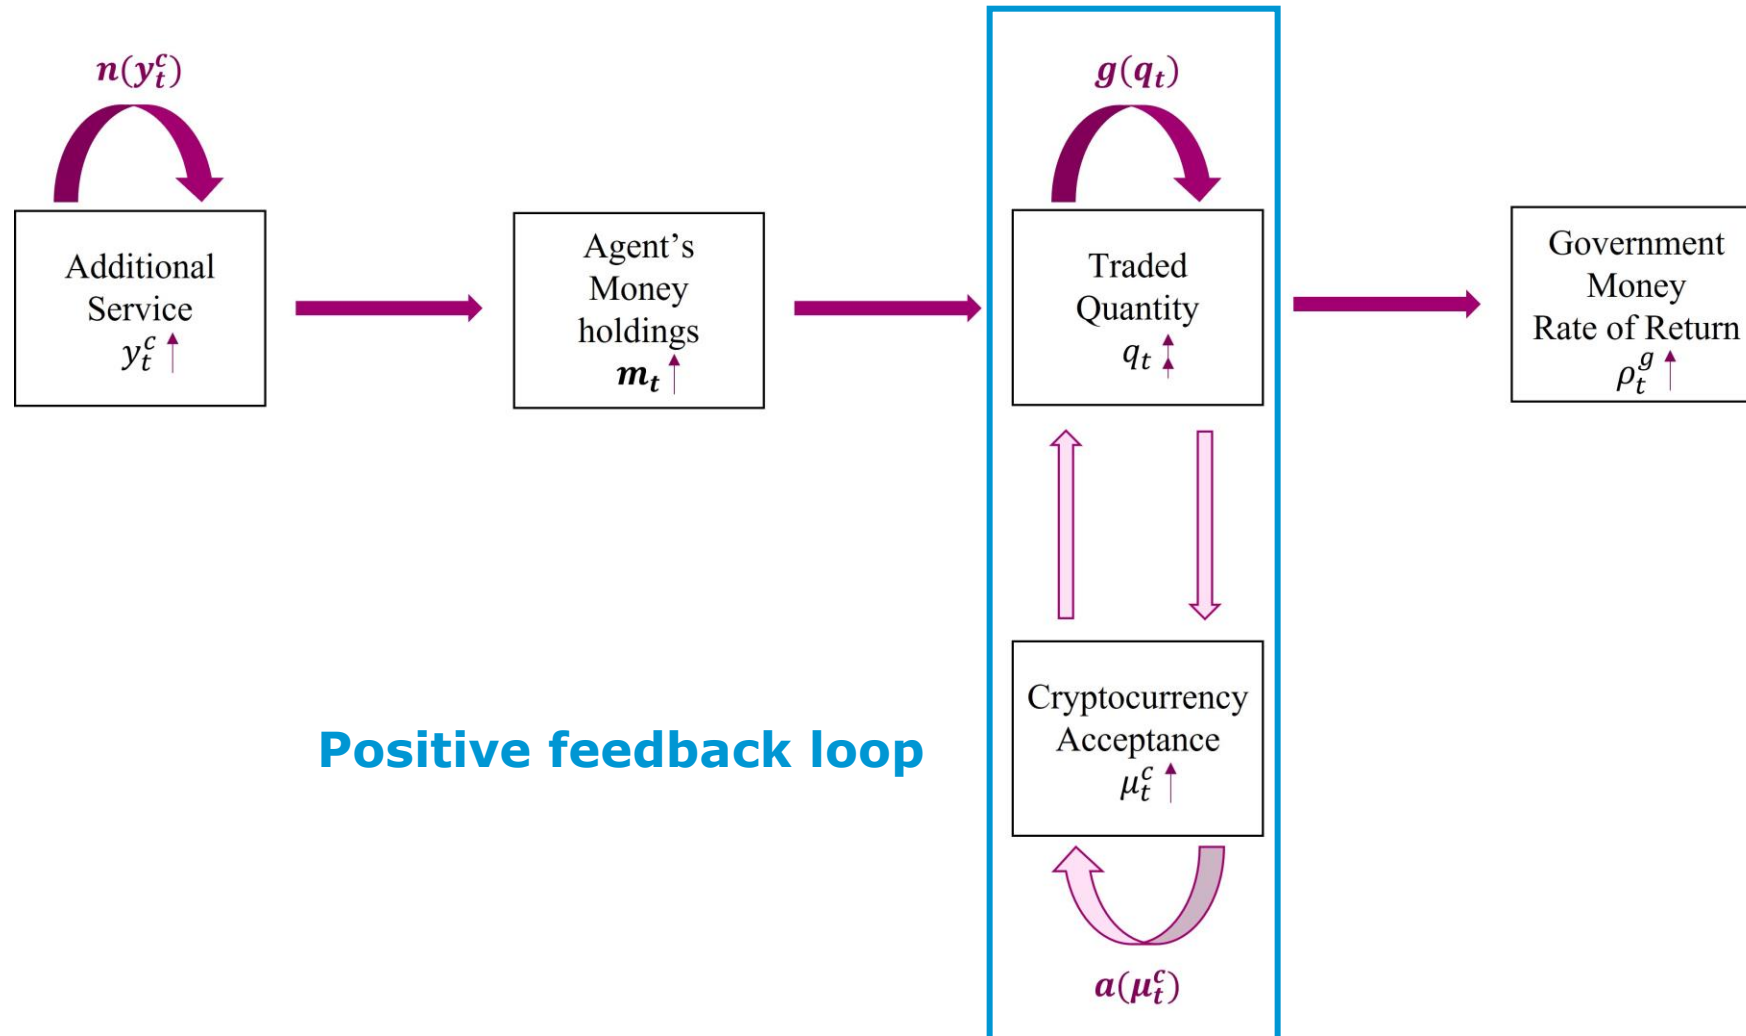 n(y_t^c)
Additional
Service
y_t^c ↑
Agent's
Money
holdings
m_t ↑
g(q_t)
Traded
Quantity
q_t ↑
Government
Money
Rate of Return
ρ_t^g ↑
Positive feedback loop
Cryptocurrency
Acceptance
μ_t^c ↑
a(μ_t^c)